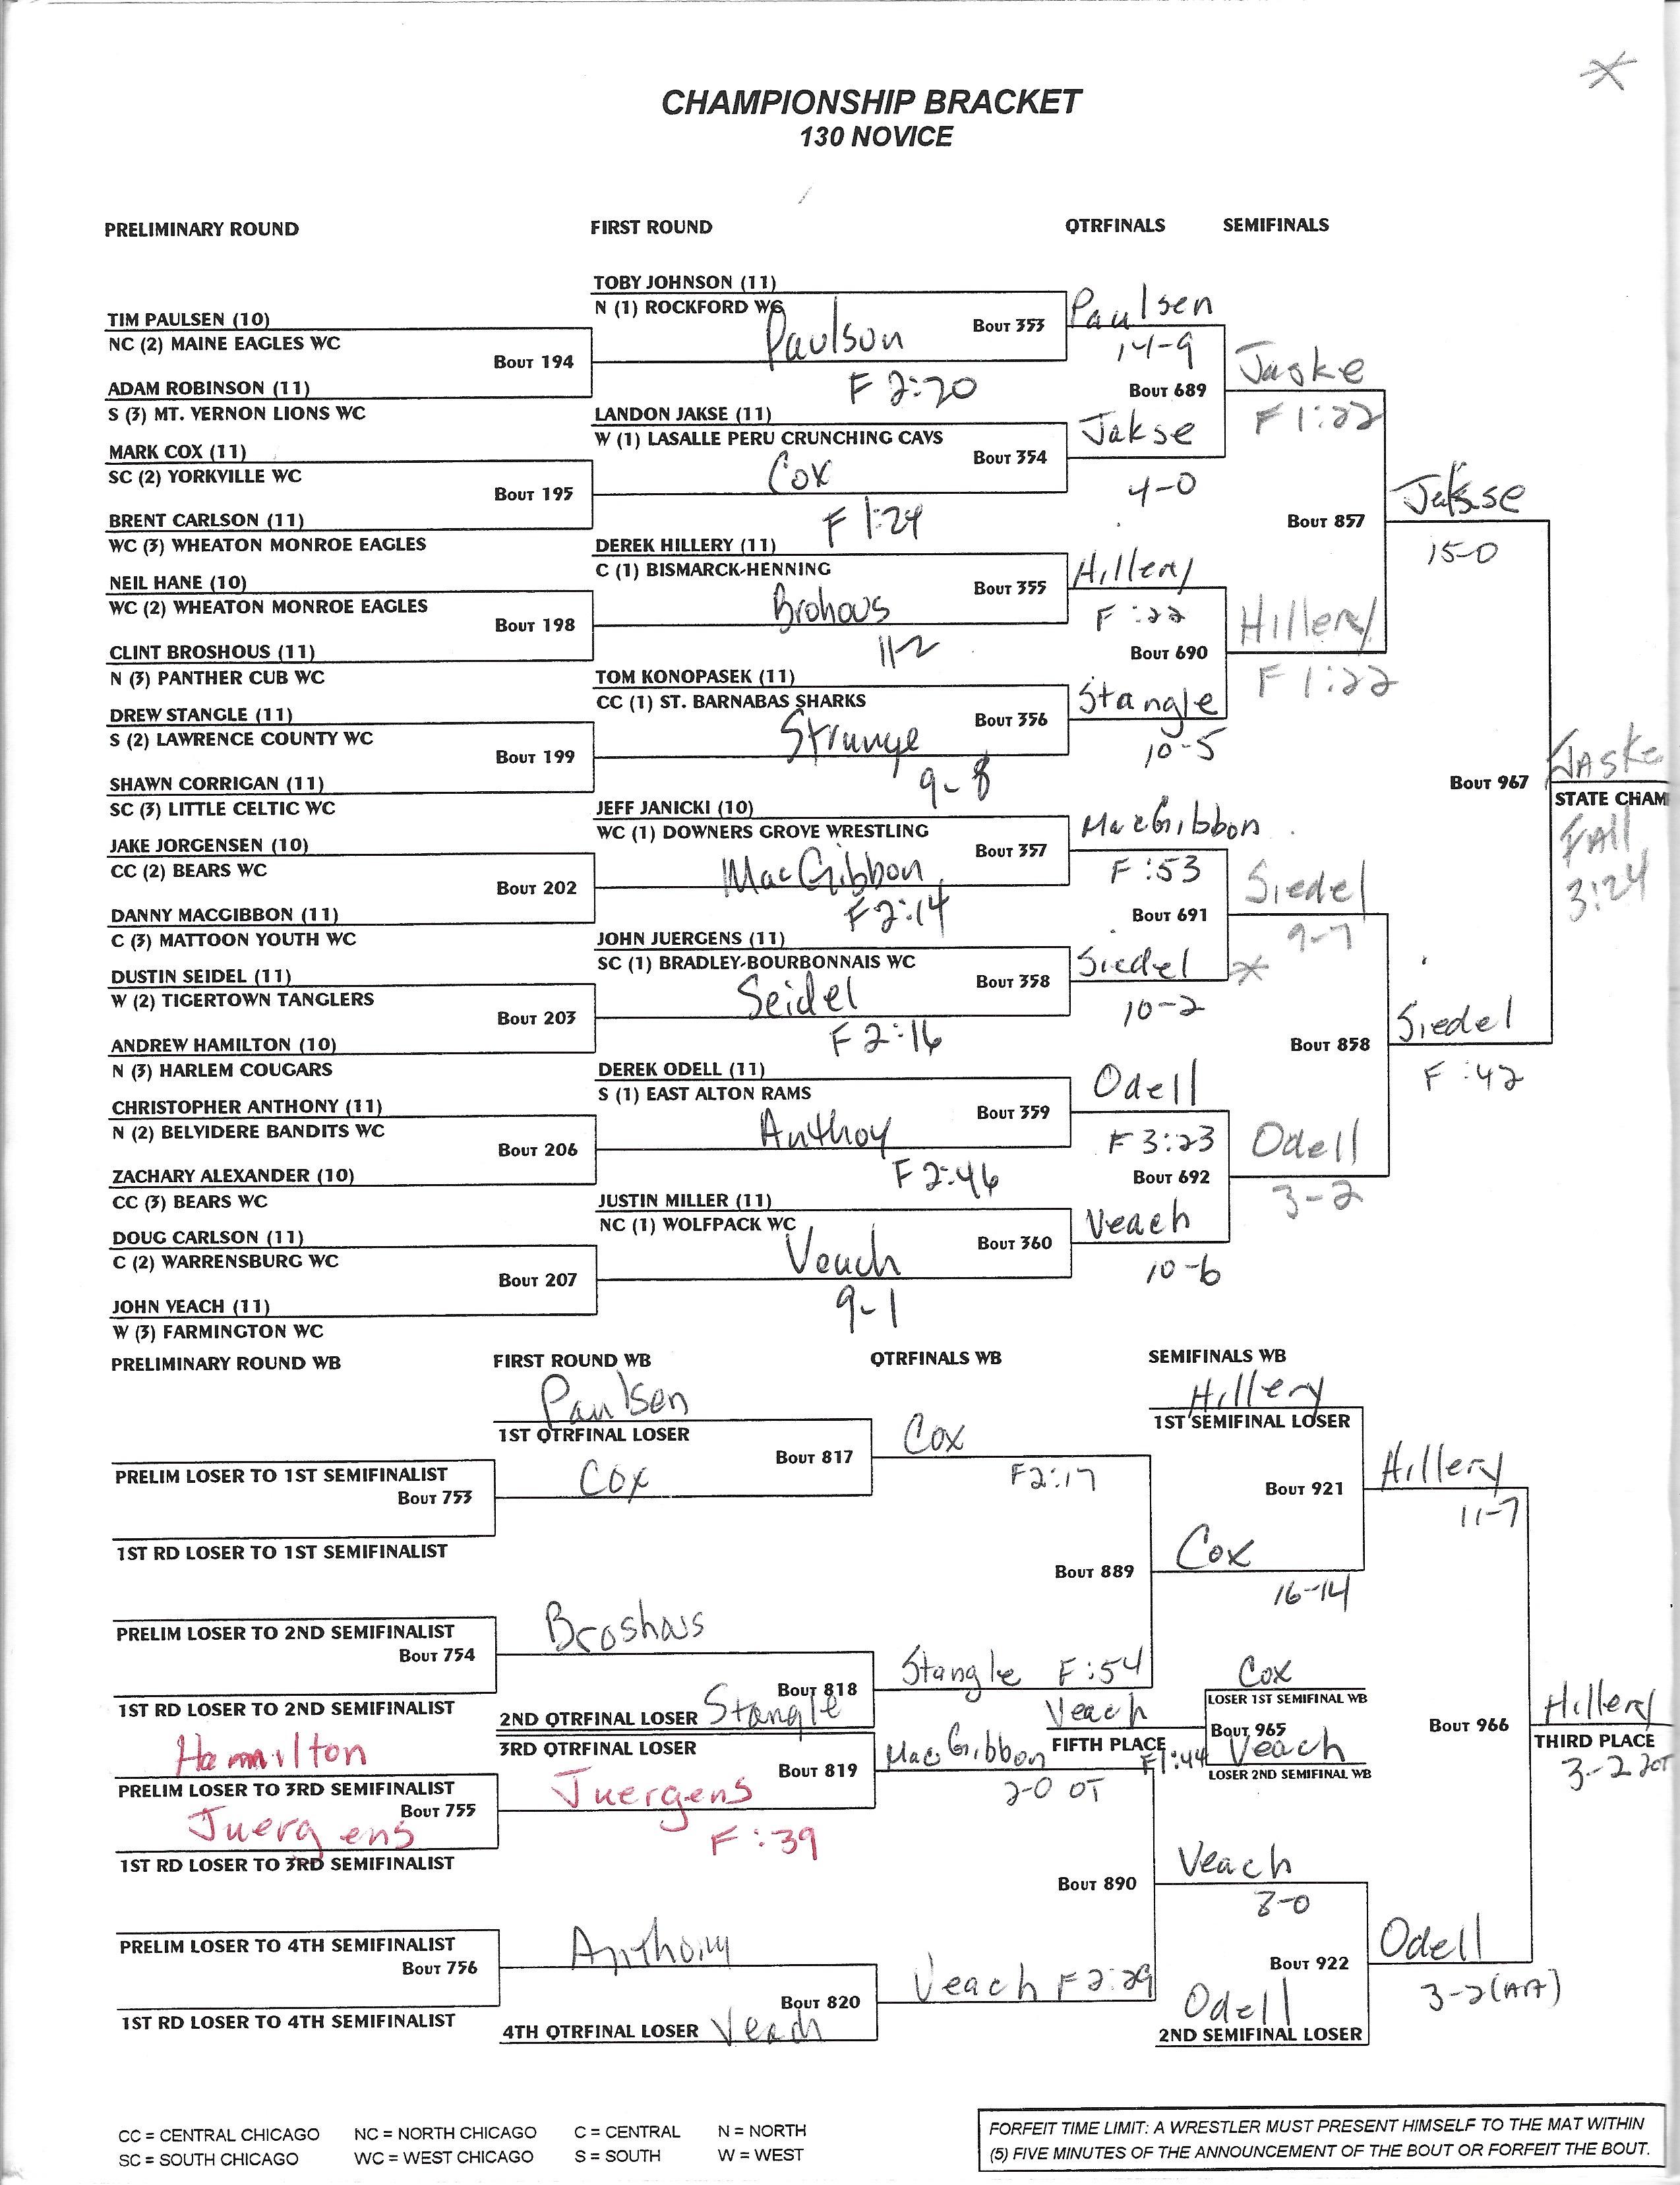 CHAMPIONSHIP BRACKET
130 NOVICE
PRELIMINARY ROUND
FIRST ROUND
QTRFINALS
SEMIFINALS
TIM PAULSEN (10)
NC (2) MAINE EAGLES WC
BOUT 194
ADAM ROBINSON (11)
S (3) MT. VERNON LIONS WC
MARK COX (11)
SC (2) YORKVILLE WC
BOUT 195
BRENT CARLSON (11)
WC (3) WHEATON MONROE EAGLES
NEIL HANE (10)
WC (2) WHEATON MONROE EAGLES
BOUT 198
CLINT BROSHOUS (11)
N (3) PANTHER CUB WC
DREW STANGLE (11)
S (2) LAWRENCE COUNTY WC
BOUT 199
SHAWN CORRIGAN (11)
SC (3) LITTLE CELTIC WC
JAKE JORGENSEN (10)
CC (2) BEARS WC
BOUT 202
DANNY MACGIBBON (11)
C (3) MATTOON YOUTH WC
DUSTIN SEIDEL (11)
W (2) TIGERTOWN TANGLERS
BOUT 203
ANDREW HAMILTON (10)
N (3) HARLEM COUGARS
CHRISTOPHER ANTHONY (11)
N (2) BELVIDERE BANDITS WC
BOUT 206
ZACHARY ALEXANDER (10)
CC (3) BEARS WC
DOUG CARLSON (11)
C (2) WARRENSBURG WC
BOUT 207
JOHN VEACH (11)
W (3) FARMINGTON WC
TOBY JOHNSON (11)
N (1) ROCKFORD WC
BOUT 353
Paulson
F 2:20
LANDON JAKSE (11)
W (1) LASALLE PERU CRUNCHING CAVS
BOUT 354
Cox
F 1:24
DEREK HILLERY (11)
C (1) BISMARCK-HENNING
BOUT 355
Brohous
11-2
TOM KONOPASEK (11)
CC (1) ST. BARNABAS SHARKS
BOUT 356
9-8
JEFF JANICKI (10)
WC (1) DOWNERS GROVE WRESTLING
BOUT 357
MacGibbon
F 2:14
JOHN JUERGENS (11)
SC (1) BRADLEY-BOURBONNAIS WC
BOUT 358
Seidel
F 2:16
DEREK ODELL (11)
S (1) EAST ALTON RAMS
BOUT 359
Anthoy
F 2:46
JUSTIN MILLER (11)
NC (1) WOLFPACK WC
BOUT 360
Veach
9-1
Paulsen
14-9
BOUT 689
Jakse
4-0
Hillery
F :22
BOUT 690
Stangle
10-5
MacGibbon
F :53
BOUT 691
Siedel
10-2
Odell
F 3:23
BOUT 692
Veach
10-6
Jaske
F 1:22
BOUT 857
Hillery
F 1:22
Siedel
9-7
BOUT 858
Odell
3-2
Jaksse
15-0
BOUT 967
Siedel
F :42
Jaske
STATE CHAM
FAll
3:24
PRELIMINARY ROUND WB
FIRST ROUND WB
QTRFINALS WB
SEMIFINALS WB
PRELIM LOSER TO 1ST SEMIFINALIST
BOUT 753
1ST RD LOSER TO 1ST SEMIFINALIST
PRELIM LOSER TO 2ND SEMIFINALIST
BOUT 754
1ST RD LOSER TO 2ND SEMIFINALIST
Hamilton
PRELIM LOSER TO 3RD SEMIFINALIST
BOUT 755
Juergens
1ST RD LOSER TO 3RD SEMIFINALIST
PRELIM LOSER TO 4TH SEMIFINALIST
BOUT 756
1ST RD LOSER TO 4TH SEMIFINALIST
Paulsen
1ST QTRFINAL LOSER
BOUT 817
Cox
Broshous
BOUT 818
2ND QTRFINAL LOSER Stangle
3RD QTRFINAL LOSER
BOUT 819
Juergens
F :39
BOUT 820
4TH QTRFINAL LOSER Veach
Cox
F 2:17
BOUT 889
Stangle F :54
MacGibbon
2-0 OT
BOUT 890
Veach F 2:29
Hillery
1ST SEMIFINAL LOSER
BOUT 921
Cox
16-14
Veach
FIFTH PLACE
F 1:44
Cox
LOSER 1ST SEMIFINAL WB
BOUT 965
Veach
LOSER 2ND SEMIFINAL WB
Veach
BOUT 922
Odell
2ND SEMIFINAL LOSER
Hillery
11-7
BOUT 966
Odell
Hillery
THIRD PLACE
3-2 2OT
CC = CENTRAL CHICAGO
NC = NORTH CHICAGO
C = CENTRAL
N = NORTH
SC = SOUTH CHICAGO
WC = WEST CHICAGO
S = SOUTH
W = WEST
FORFEIT TIME LIMIT: A WRESTLER MUST PRESENT HIMSELF TO THE MAT WITHIN
(5) FIVE MINUTES OF THE ANNOUNCEMENT OF THE BOUT OR FORFEIT THE BOUT.